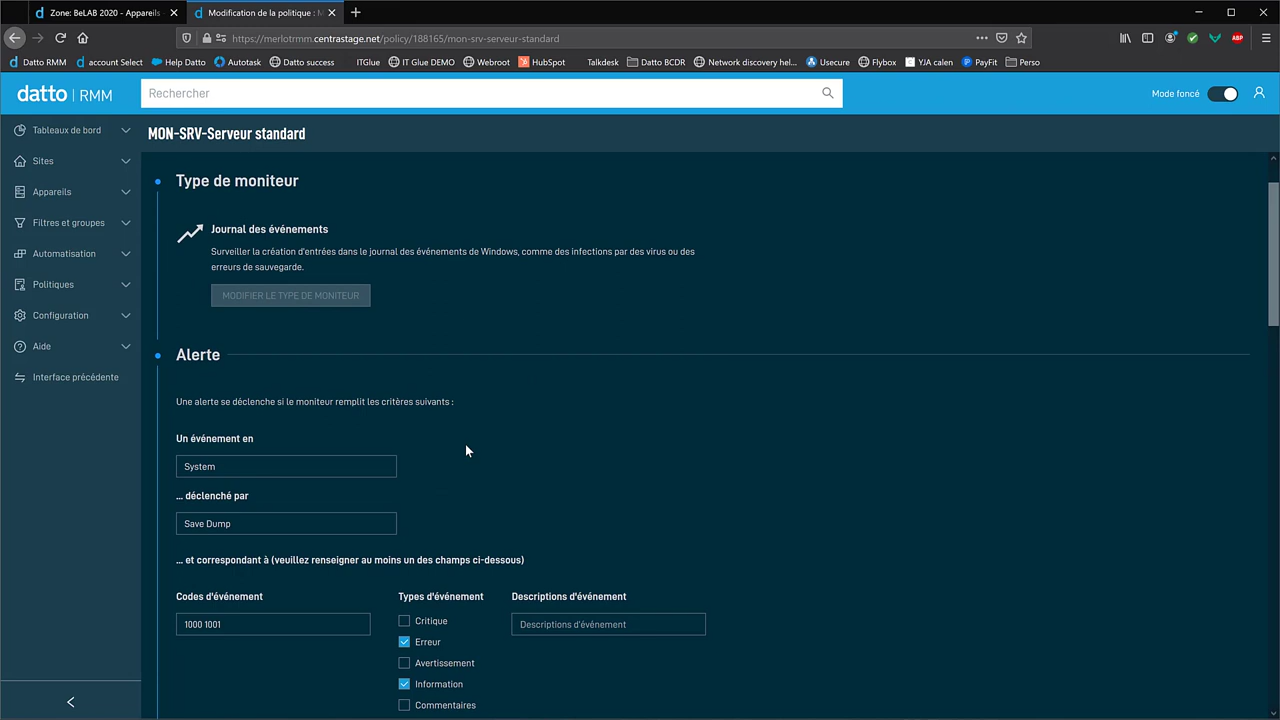 Zone: BeLAB 2020 - Appareils -
Modification de la politique : M
https://merlotrmm.centrastage.net/policy/188165/mon-srv-serveur-standard
Datto RMM
account Select
Help Datto
Autotask
Datto success
ITGlue
IT Glue DEMO
Webroot
HubSpot
Talkdesk
Datto BCDR
Network discovery hel...
Usecure
Flybox
YJA calen
PayFit
Perso
datto | RMM
Rechercher
Mode foncé
Tableaux de bord
Sites
Appareils
Filtres et groupes
Automatisation
Politiques
Configuration
Aide
Interface précédente
MON-SRV-Serveur standard
Type de moniteur
Journal des événements
Surveiller la création d'entrées dans le journal des événements de Windows, comme des infections par des virus ou des
erreurs de sauvegarde.
MODIFIER LE TYPE DE MONITEUR
Alerte
Une alerte se déclenche si le moniteur remplit les critères suivants :
Un événement en
System
... déclenché par
Save Dump
... et correspondant à (veuillez renseigner au moins un des champs ci-dessous)
Codes d'événement
1000 1001
Types d'événement
Critique
Erreur
Avertissement
Information
Commentaires
Descriptions d'événement
Descriptions d'événement
ABP